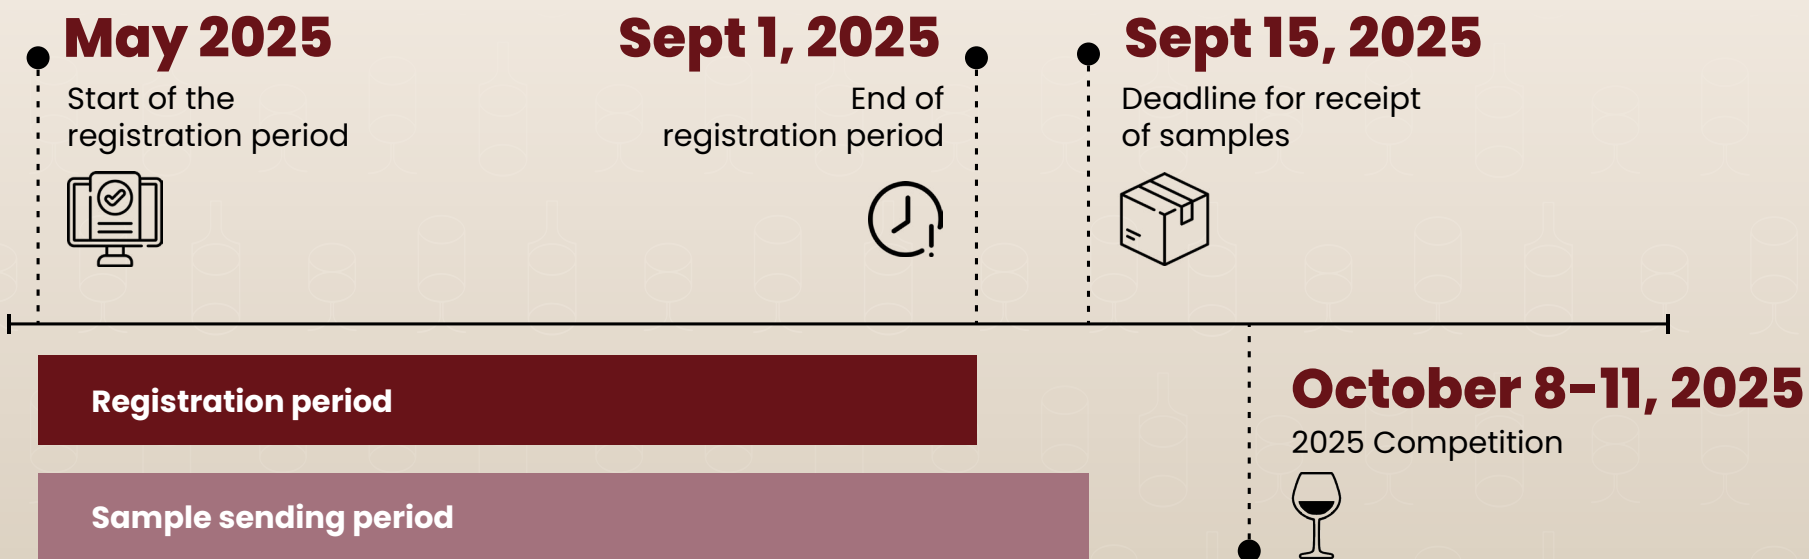 May 2025
Start of the
registration period
Sept 1, 2025
End of
registration period
Sept 15, 2025
Deadline for receipt
of samples
Registration period
Sample sending period
October 8–11, 2025
2025 Competition